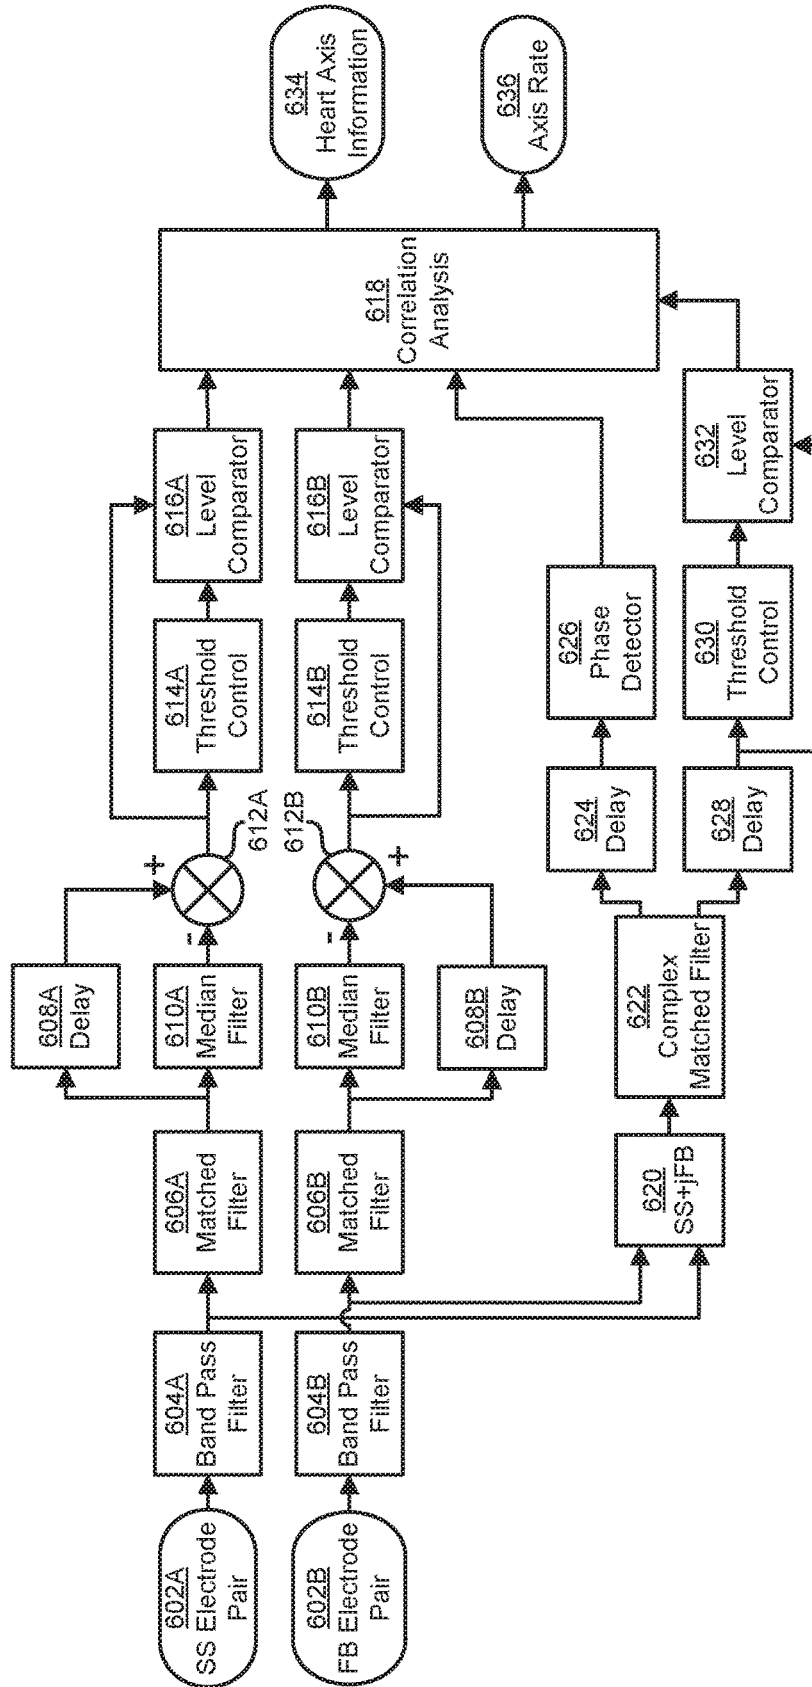 602A
SS Electrode
Pair
604A
Band Pass
Filter
606A
Matched
Filter
608A
Delay
610A
Median
Filter
+
-
612A
614A
Threshold
Control
616A
Level
Comparator
602B
FB Electrode
Pair
604B
Band Pass
Filter
606B
Matched
Filter
608B
Delay
610B
Median
Filter
-
+
612B
614B
Threshold
Control
616B
Level
Comparator
618
Correlation
Analysis
620
SS+jFB
622
Complex
Matched Filter
624
Delay
626
Phase
Detector
628
Delay
630
Threshold
Control
632
Level
Comparator
634
Heart Axis
Information
636
Axis Rate